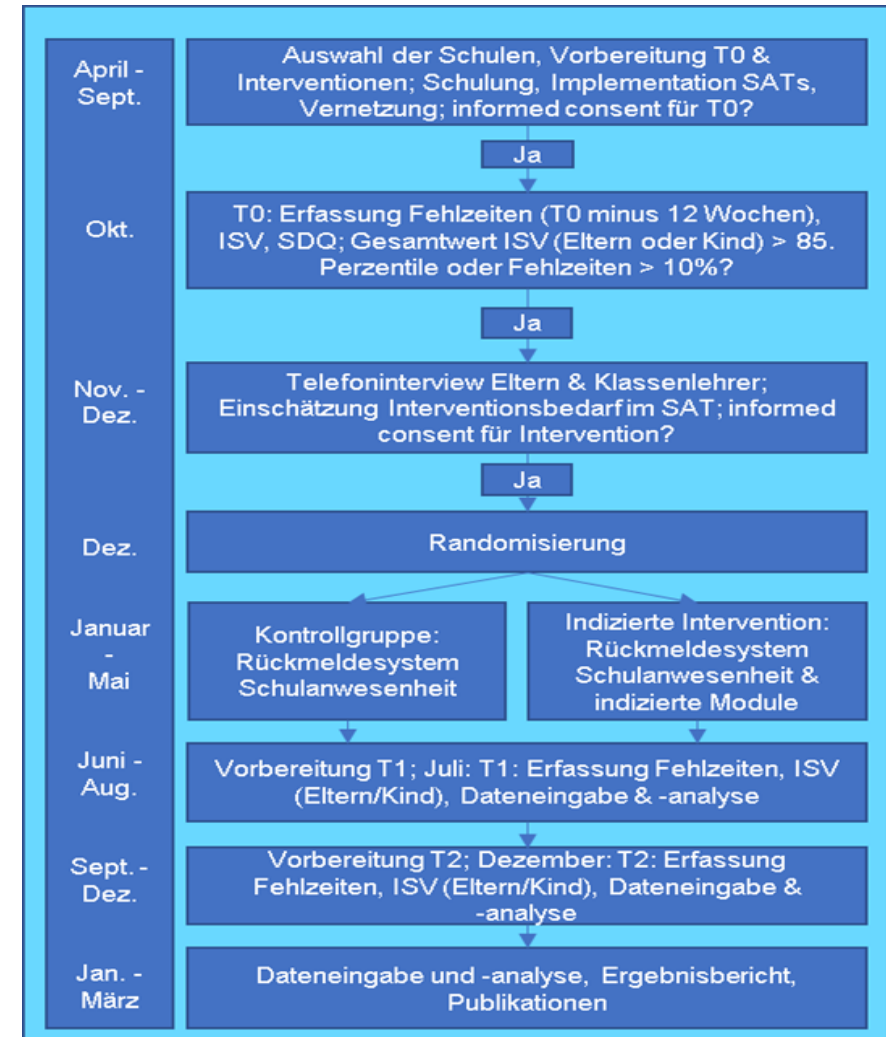 April -
Sept.
Auswahl der Schulen, Vorbereitung T0 &
Interventionen; Schulung, Implementation SATs,
Vernetzung; informed consent für T0?
Ja
Okt.
T0: Erfassung Fehlzeiten (T0 minus 12 Wochen),
ISV, SDQ; Gesamtwert ISV (Eltern oder Kind) > 85.
Perzentile oder Fehlzeiten > 10%?
Ja
Nov. -
Dez.
Telefoninterview Eltern & Klassenlehrer;
Einschätzung Interventionsbedarf im SAT; informed
consent für Intervention?
Ja
Dez.
Randomisierung
Januar
-
Mai
Kontrollgruppe:
Rückmeldesystem
Schulanwesenheit
Indizierte Intervention:
Rückmeldesystem
Schulanwesenheit &
indizierte Module
Juni -
Aug.
Vorbereitung T1; Juli: T1: Erfassung Fehlzeiten, ISV
(Eltern/Kind), Dateneingabe & -analyse
Sept. -
Dez.
Vorbereitung T2; Dezember: T2: Erfassung
Fehlzeiten, ISV (Eltern/Kind), Dateneingabe &
-analyse
Jan. -
März
Dateneingabe und -analyse, Ergebnisbericht,
Publikationen